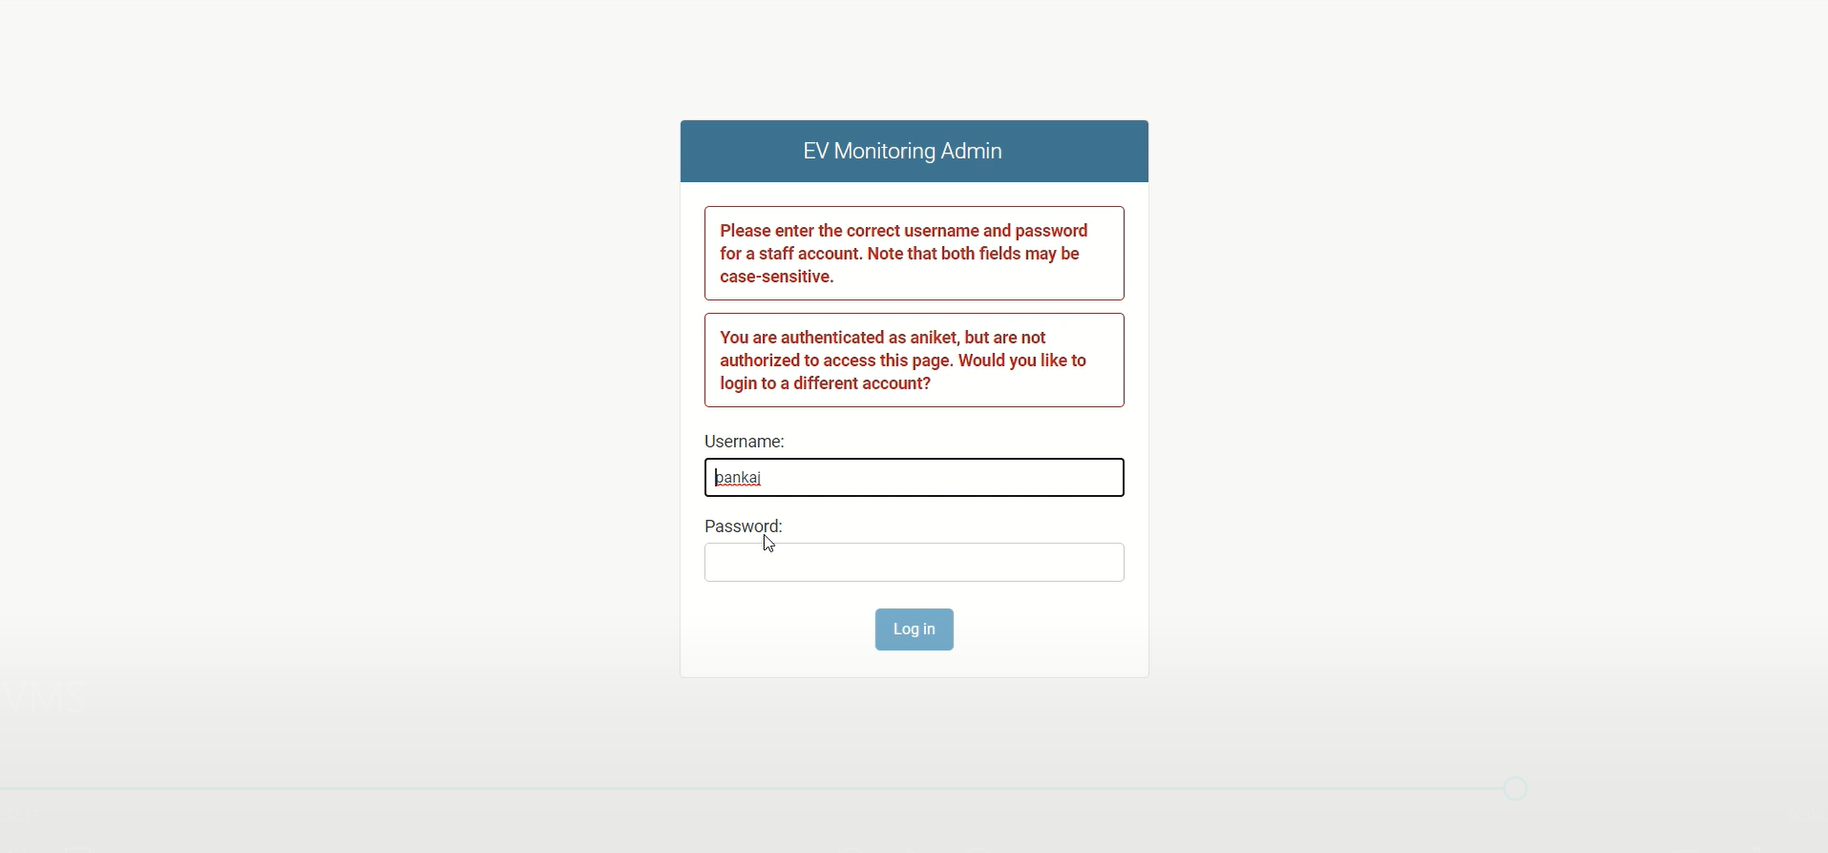 EV Monitoring Admin
Please enter the correct username and password
for a staff account. Note that both fields may be
case-sensitive.
You are authenticated as aniket, but are not
authorized to access this page. Would you like to
login to a different account?
Username:
pankaj
Password:
Log in
VMS